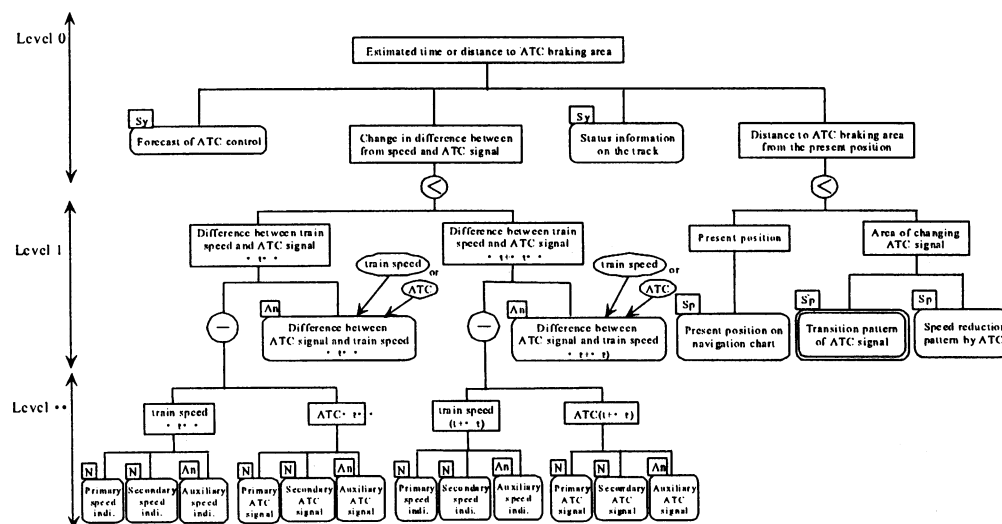 Level 0
Estimated time or distance to ATC braking area
Sy
Forecast of ATC control
Change in difference between
from speed and ATC signal
Sy
Status information
on the track
Distance to ATC braking area
from the present position
<
<
Level 1
Difference between train
speed and ATC signal
Difference between train
speed and ATC signal
Present position
Area of changing
ATC signal
train speed
or
ATC
train speed
or
ATC
−
An
Difference between
ATC signal and train speed
−
An
Difference between
ATC signal and train speed
Sp
Present position on
navigation chart
Sp
Transition pattern
of ATC signal
Sp
Speed reduction
pattern by ATC
Level ••
train speed
ATC
train speed
ATC
N
Primary
speed
indi.
N
Secondary
speed
indi.
An
Auxiliary
speed
indi.
N
Primary
ATC
signal
N
Secondary
ATC
signal
An
Auxiliary
ATC
signal
N
Primary
speed
indi.
N
Secondary
speed
indi.
An
Auxiliary
speed
indi.
N
Primary
ATC
signal
N
Secondary
ATC
signal
An
Auxiliary
ATC
signal